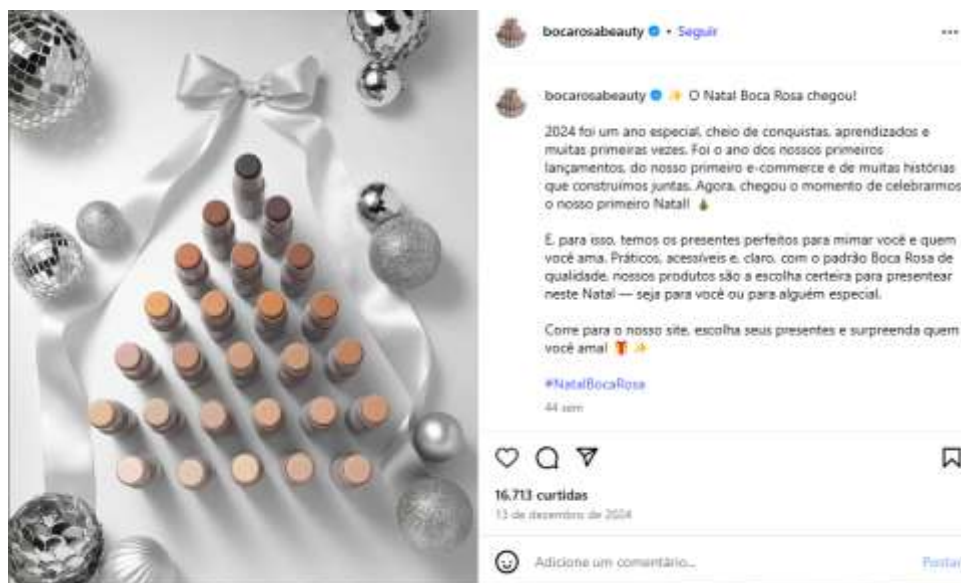 bocarosabeauty • Seguir
bocarosabeauty O Natal Boca Rosa chegou!
2024 foi um ano especial, cheio de conquistas, aprendizados e
muitas primeiras vezes. Foi o ano dos nossos primeiros
lançamentos, do nosso primeiro e-commerce e de muitas histórias
que construímos juntas. Agora, chegou o momento de celebrarmos
o nosso primeiro Natal!
E, para isso, temos os presentes perfeitos para mimar você e quem
você ama. Práticos, acessíveis e, claro, com o padrão Boca Rosa de
qualidade, nossos produtos são a escolha certeira para presentear
neste Natal — seja para você ou para alguém especial.
Corre para o nosso site, escolha seus presentes e surpreenda quem
você ama!
#NatalBocaRosa
44 sem
16.713 curtidas
13 de dezembro de 2024
Adicione um comentário...
Postar